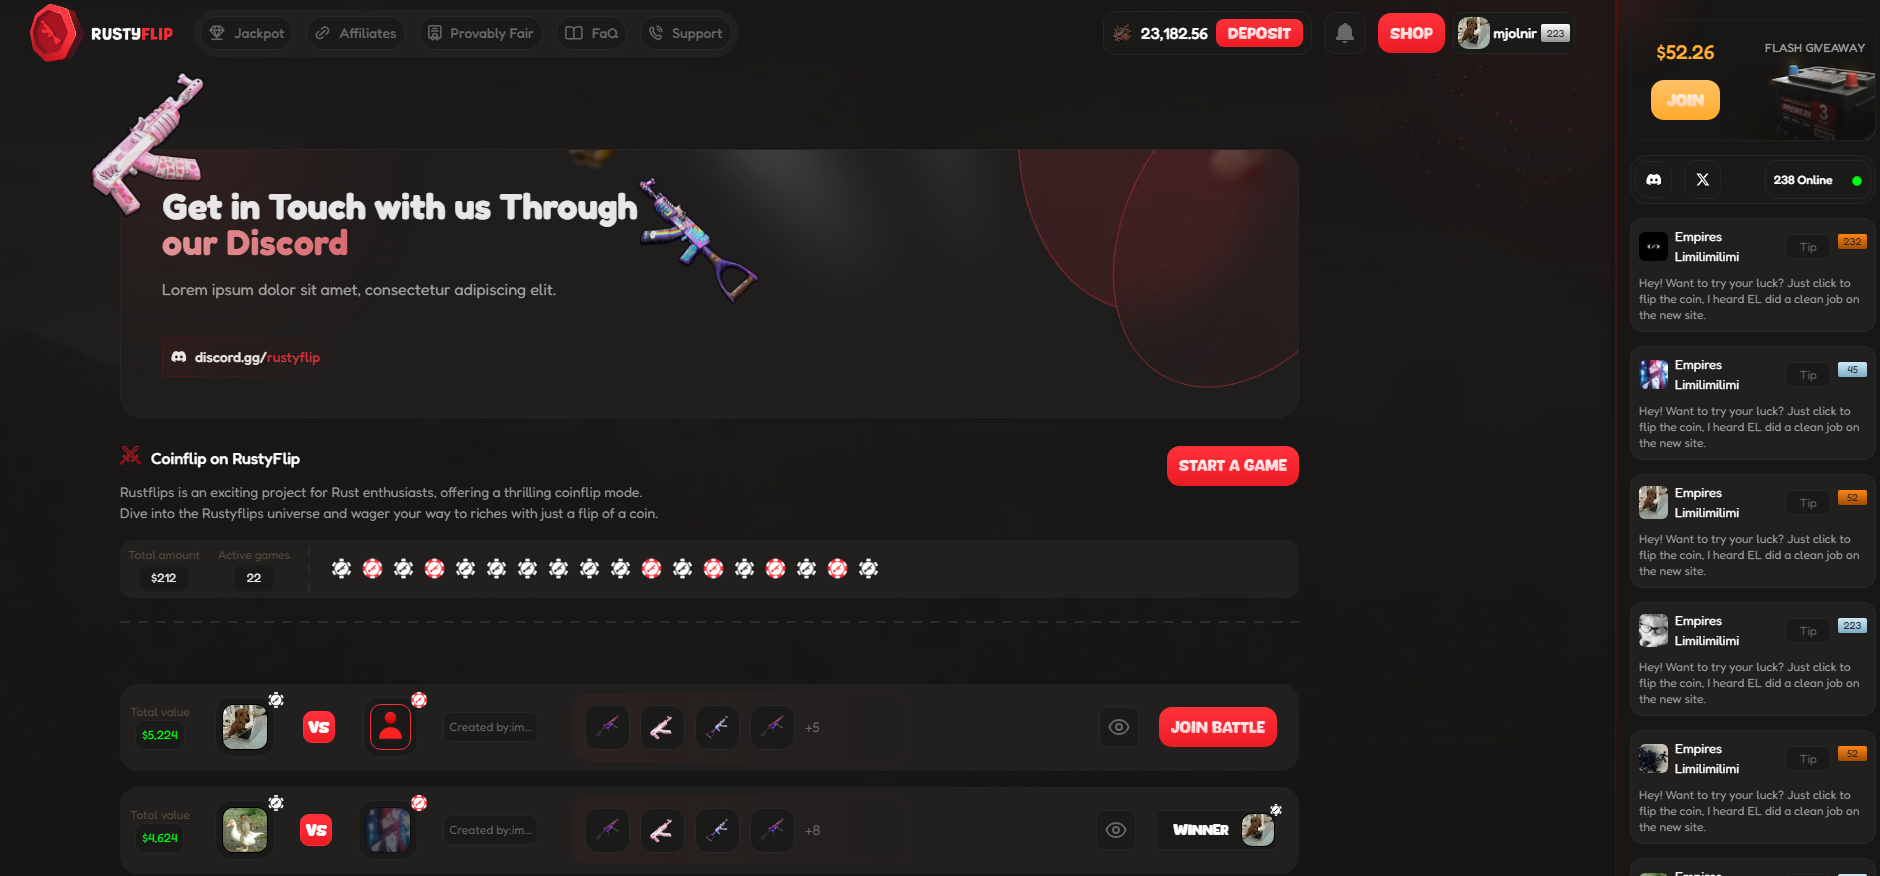 RUSTYFLIP
Jackpot
Affiliates
Provably Fair
FaQ
Support
23,182.56
DEPOSIT
SHOP
mjolnir
223
$52.26
FLASH GIVEAWAY
JOIN
PREMIUM
3
238 Online
Get in Touch with us Through
our Discord
Lorem ipsum dolor sit amet, consectetur adipiscing elit.
discord.gg/rustyflip
Coinflip on RustyFlip
START A GAME
Rustflips is an exciting project for Rust enthusiasts, offering a thrilling coinflip mode.
Dive into the Rustyflips universe and wager your way to riches with just a flip of a coin.
Total amount
$212
Active games
22
Total value
$5,224
VS
Created by:im...
+5
JOIN BATTLE
Total value
$4,624
VS
Created by:im...
+8
WINNER
Empires
Limilimilimi
Tip
232
Hey! Want to try your luck? Just click to
flip the coin, I heard EL did a clean job on
the new site.
Empires
Limilimilimi
Tip
45
Hey! Want to try your luck? Just click to
flip the coin, I heard EL did a clean job on
the new site.
Empires
Limilimilimi
Tip
52
Hey! Want to try your luck? Just click to
flip the coin, I heard EL did a clean job on
the new site.
Empires
Limilimilimi
Tip
223
Hey! Want to try your luck? Just click to
flip the coin, I heard EL did a clean job on
the new site.
Empires
Limilimilimi
Tip
52
Hey! Want to try your luck? Just click to
flip the coin, I heard EL did a clean job on
the new site.
Empires